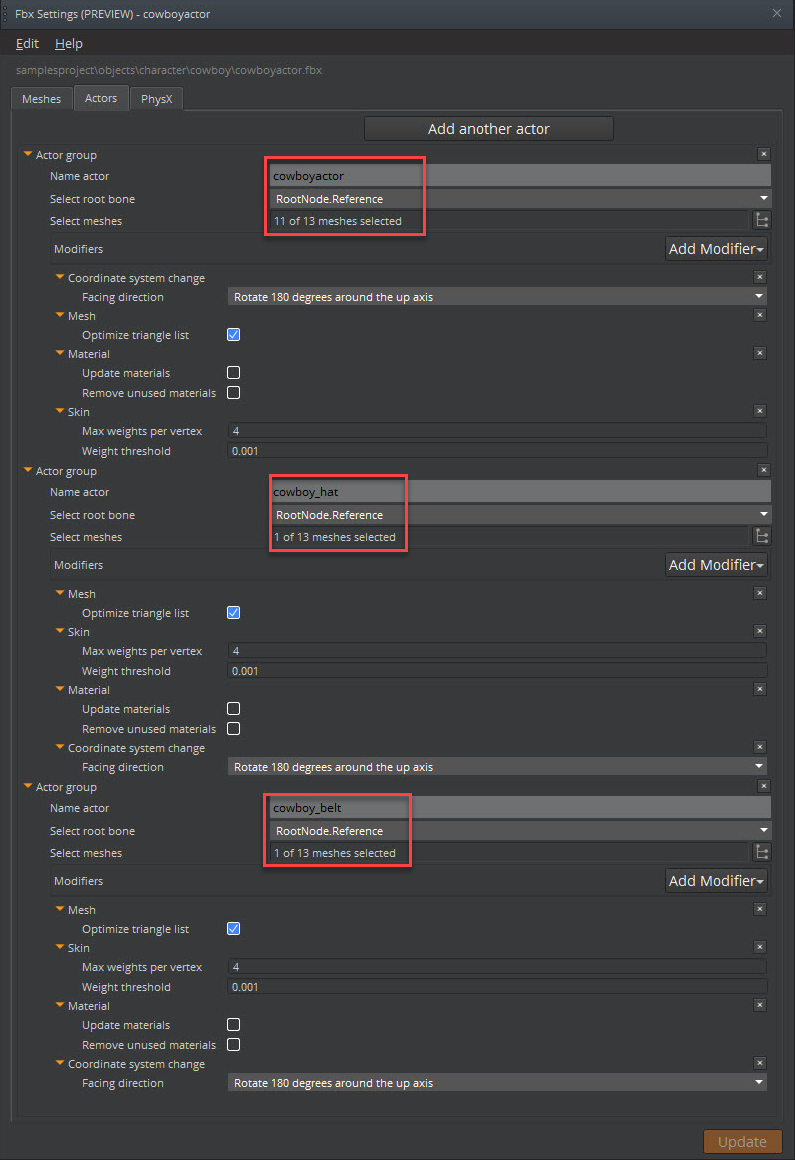 Fbx Settings (PREVIEW) - cowboyactor
Edit Help
samplesproject\objects\character\cowboy\cowboyactor.fbx
Meshes Actors PhysX
Add another actor
Actor group
Name actor cowboyactor
Select root bone RootNode.Reference
Select meshes 11 of 13 meshes selected
Modifiers Add Modifier
Coordinate system change
Facing direction Rotate 180 degrees around the up axis
Mesh
Optimize triangle list
Material
Update materials
Remove unused materials
Skin
Max weights per vertex 4
Weight threshold 0.001
Actor group
Name actor cowboy_hat
Select root bone RootNode.Reference
Select meshes 1 of 13 meshes selected
Modifiers Add Modifier
Mesh
Optimize triangle list
Skin
Max weights per vertex 4
Weight threshold 0.001
Material
Update materials
Remove unused materials
Coordinate system change
Facing direction Rotate 180 degrees around the up axis
Actor group
Name actor cowboy_belt
Select root bone RootNode.Reference
Select meshes 1 of 13 meshes selected
Modifiers Add Modifier
Mesh
Optimize triangle list
Skin
Max weights per vertex 4
Weight threshold 0.001
Material
Update materials
Remove unused materials
Coordinate system change
Facing direction Rotate 180 degrees around the up axis
Update